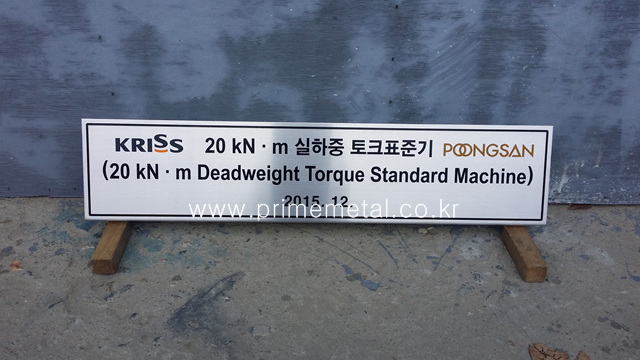 KRISS 20 kN · m 실하중 토크표준기 POONGSAN
(20 kN · m Deadweight Torque Standard Machine)
2015. 12.
www.primemetal.co.kr